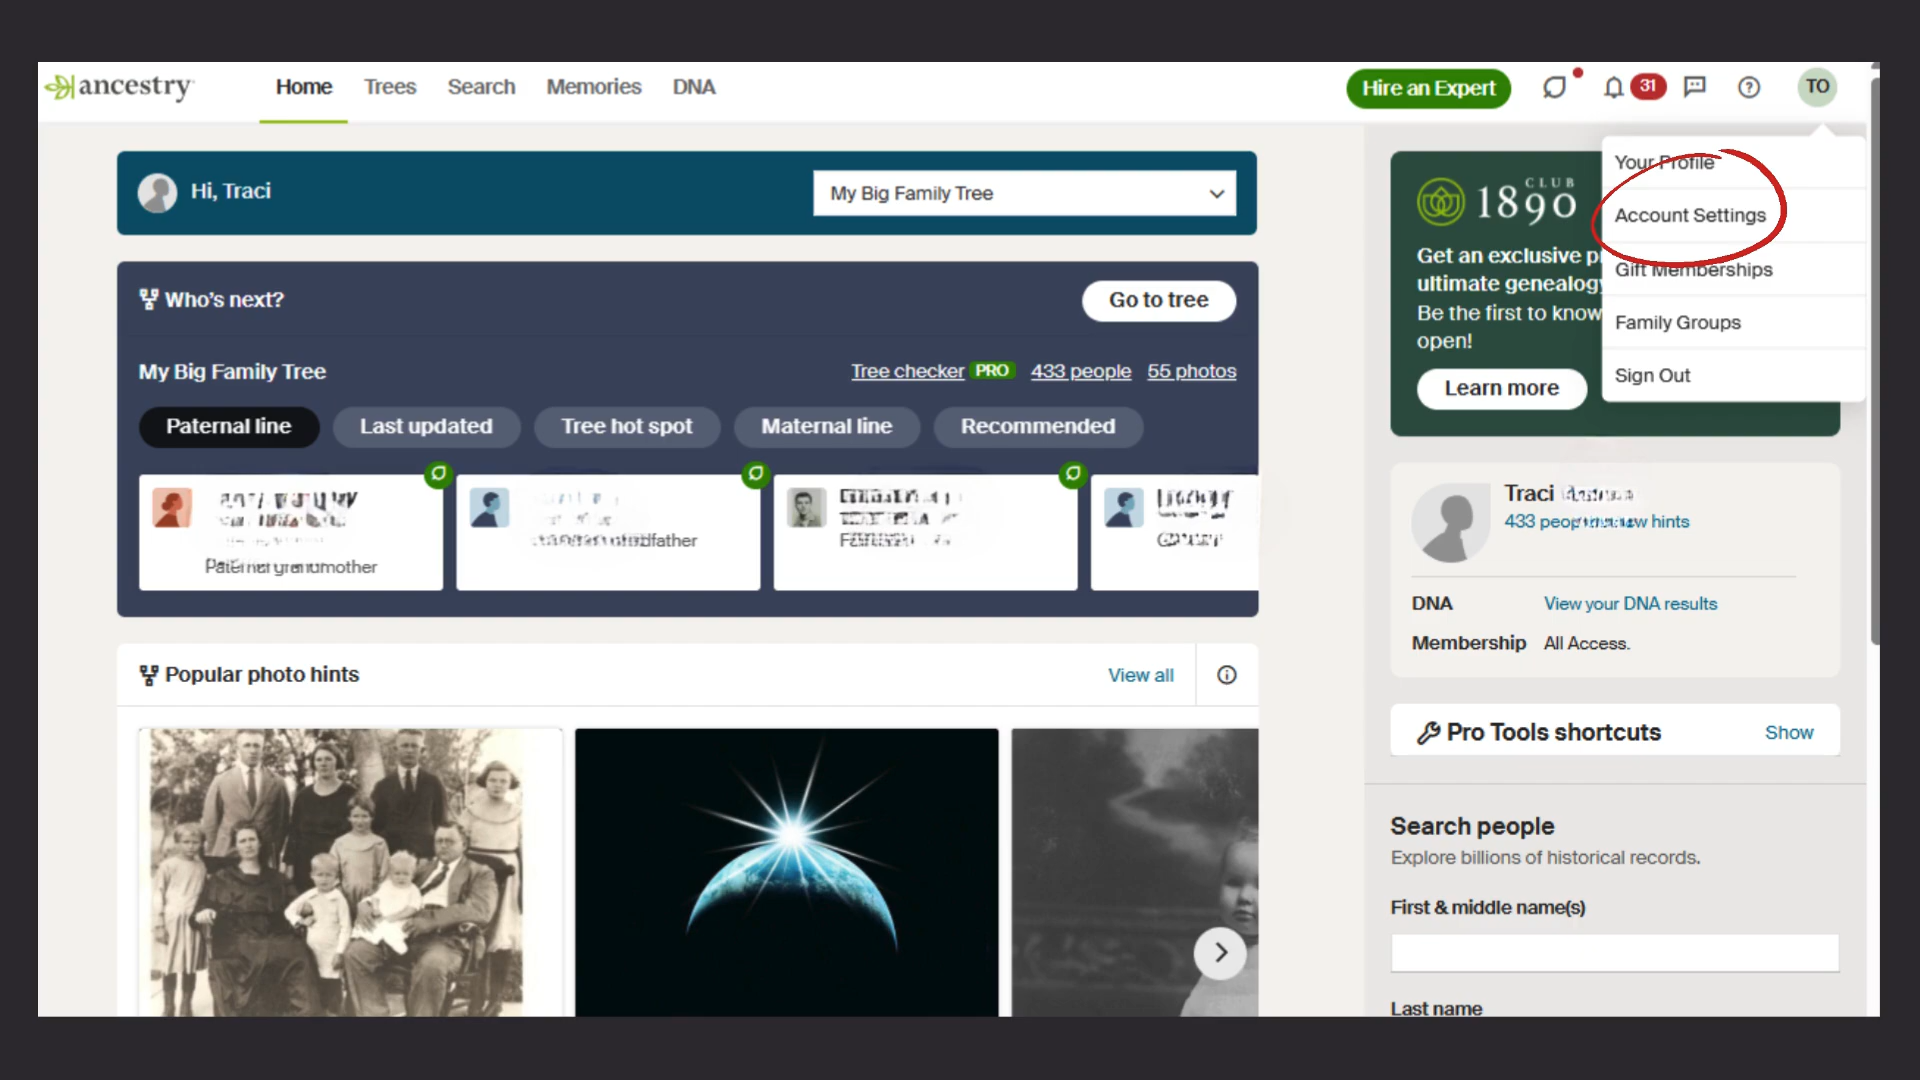 ancestry
Home Trees Search Memories DNA
Hire an Expert
31
TO
Hi, Traci
My Big Family Tree
Who's next?
Go to tree
My Big Family Tree
Tree checker PRO 433 people 55 photos
Paternal line Last updated Tree hot spot Maternal line Recommended
Paternal grandmother
Popular photo hints
View all
CLUB
1890
Get an exclusive
ultimate genealogy
Be the first to know
open!
Learn more
Your Profile
Account Settings
Gift Memberships
Family Groups
Sign Out
Traci
433 hints
DNA View your DNA results
Membership All Access.
Pro Tools shortcuts Show
Search people
Explore billions of historical records.
First & middle name(s)
Last name